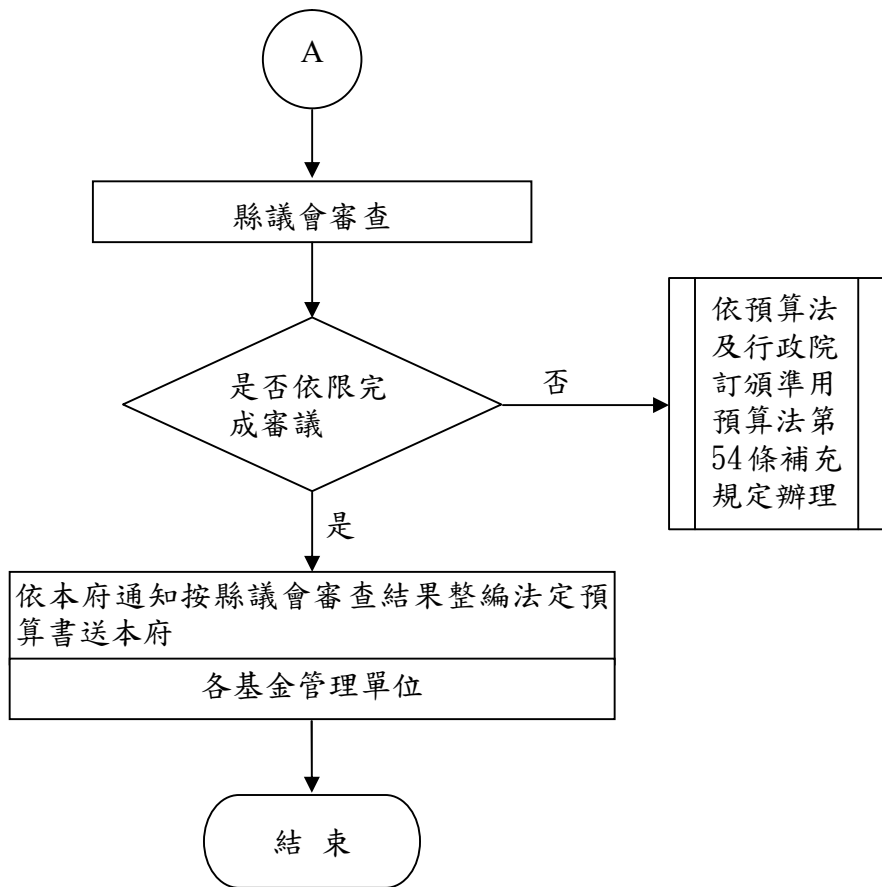 A
縣議會審查
是否依限完
成審議
否
依預算法
及行政院
訂頒準用
預算法第
54條補充
規定辦理
是
依本府通知按縣議會審查結果整編法定預
算書送本府
各基金管理單位
結 束